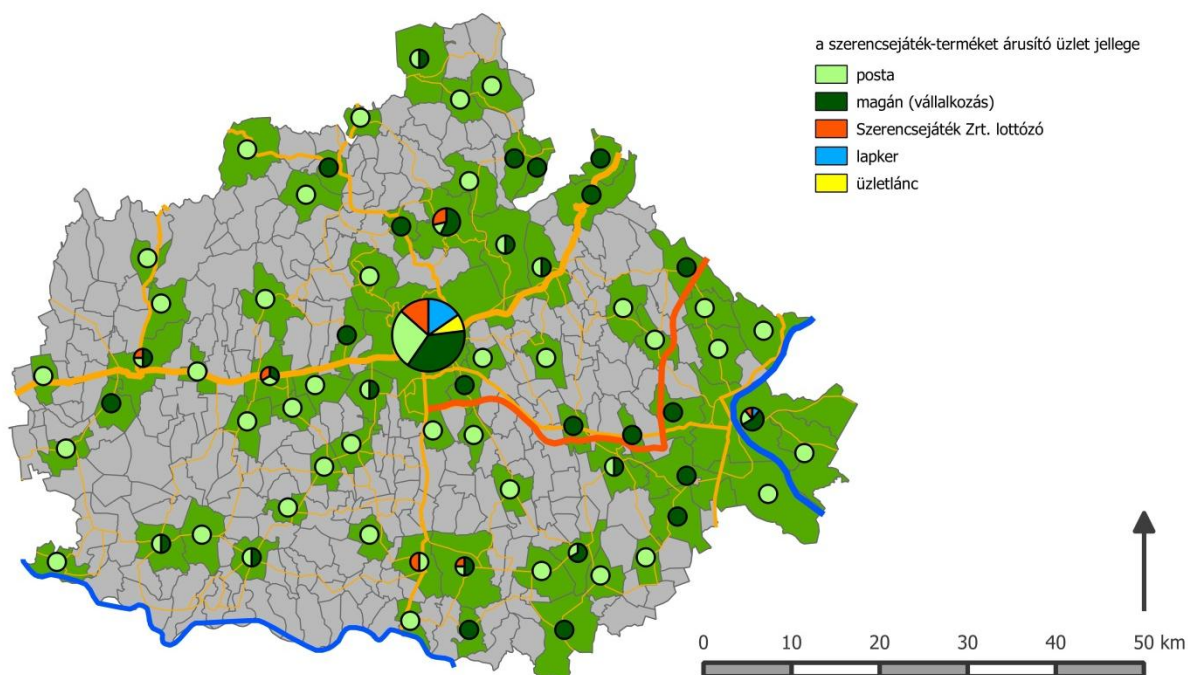 a szerencsejáték-terméket árusító üzlet jellege
posta
magán (vállalkozás)
Szerencsejáték Zrt. lottózó
lapker
üzletlánc
0 10 20 30 40 50 km